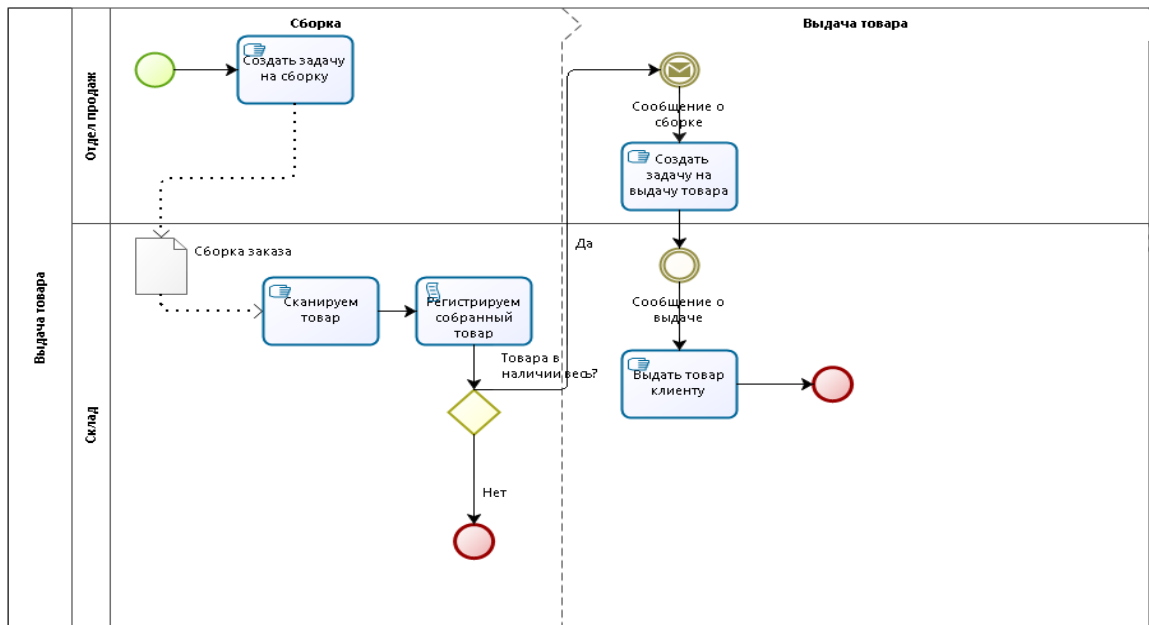 Сборка
Выдача товара
Выдача товара
Отдел продаж
Склад
Создать задачу
на сборку
Сообщение о
сборке
Создать
задачу на
выдачу товара
Да
Сборка заказа
Сканируем
товар
Регистрируем
собранный
товар
Сообщение о
выдаче
Товара в
наличии весь?
Выдать товар
клиенту
Нет